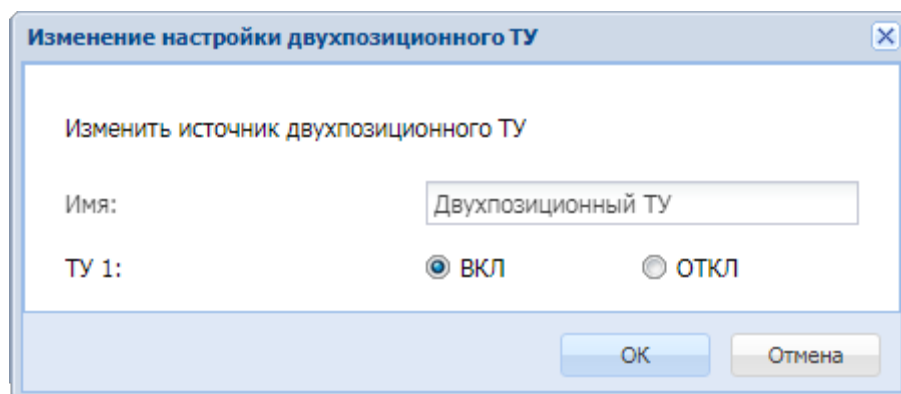 Изменение настройки двухпозиционного ТУ
Изменить источник двухпозиционного ТУ
Имя: Двухпозиционный ТУ
ТУ 1: ВКЛ ОТКЛ
OK Отмена